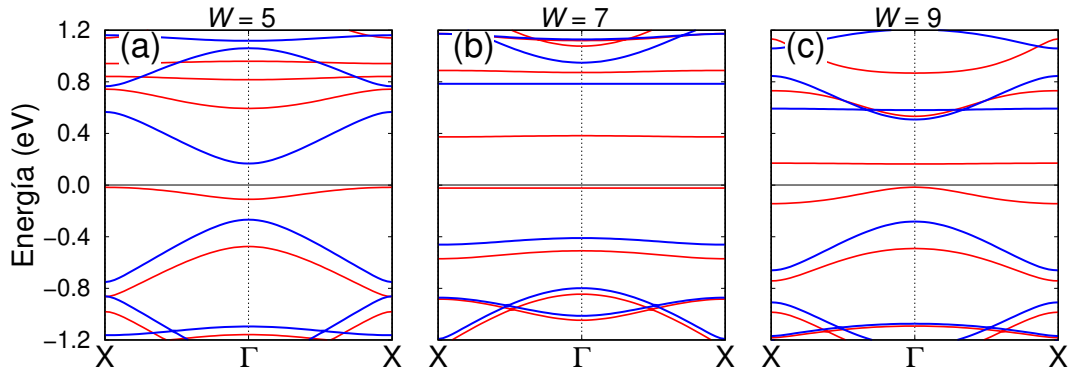 W = 5 W = 7 W = 9
(a) (b) (c)
Energía (eV)
1.2
0.8
0.4
0.0
−0.4
−0.8
−1.2
X Γ X X Γ X X Γ X